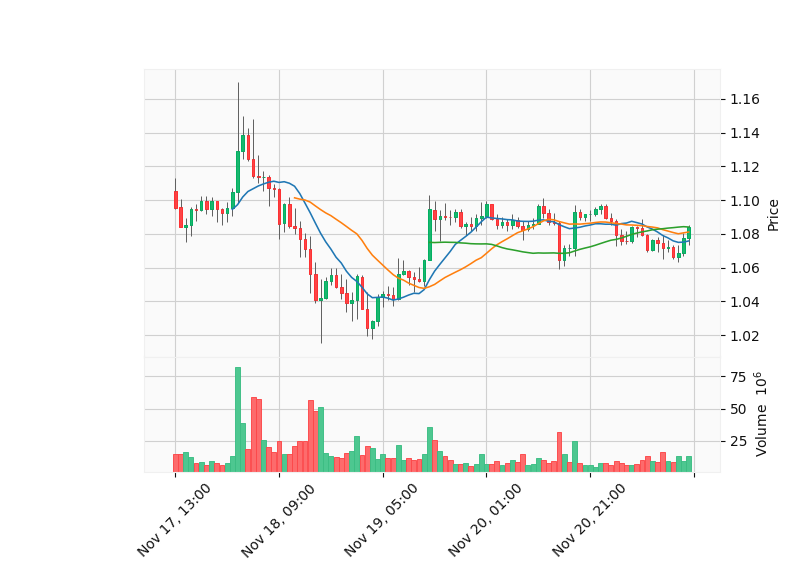 1.16
1.14
1.12
1.10
1.08
1.06
1.04
1.02
Price
75
50
25
Volume 10⁶
Nov 17, 13:00
Nov 18, 09:00
Nov 19, 05:00
Nov 20, 01:00
Nov 20, 21:00